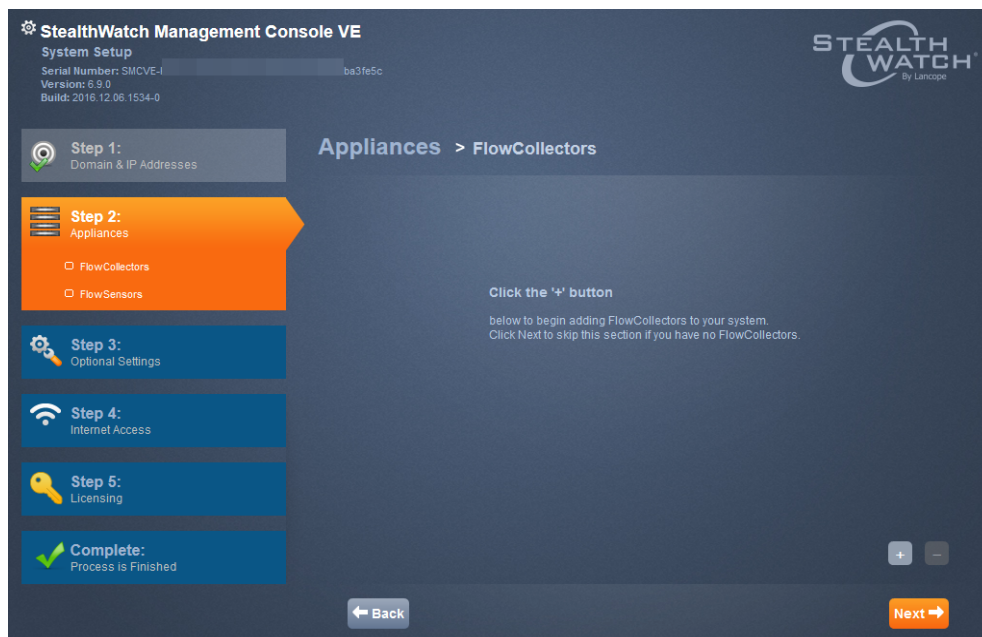 StealthWatch Management Console VE
System Setup
Serial Number: SMCVE- ba3fe5c
Version: 6.9.0
Build: 2016.12.06.1534-0
STEALTH
WATCH
By Lancope
Step 1:
Domain & IP Addresses
Step 2:
Appliances
FlowCollectors
FlowSensors
Step 3:
Optional Settings
Step 4:
Internet Access
Step 5:
Licensing
Complete:
Process is Finished
Appliances > FlowCollectors
Click the '+' button
below to begin adding FlowCollectors to your system.
Click Next to skip this section if you have no FlowCollectors.
+ −
Back
Next